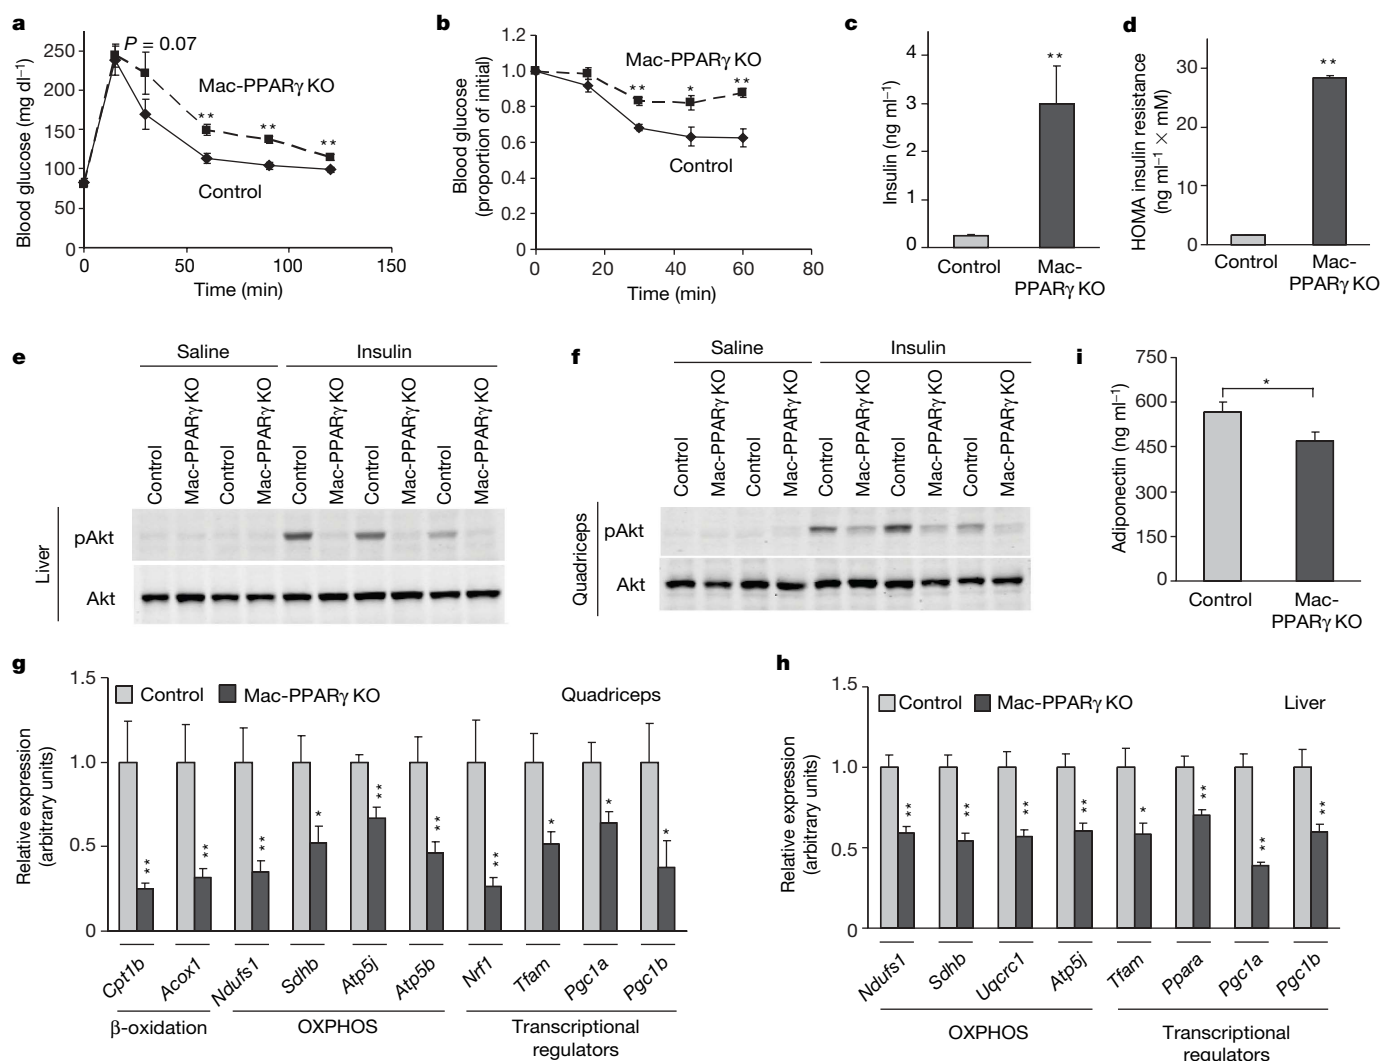 a
Blood glucose (mg dl⁻¹)
250
200
150
100
50
0
P = 0.07
Mac-PPARγ KO
**
**
**
Control
0
50
100
150
Time (min)
b
Blood glucose
(proportion of initial)
1.2
1.0
0.8
0.6
0.4
0.2
0
Mac-PPARγ KO
**
*
**
Control
0
20
40
60
80
Time (min)
c
Insulin (ng ml⁻¹)
4
3
2
1
0
**
Control
Mac-
PPARγ KO
d
HOMA insulin resistance
(ng ml⁻¹ × mM)
30
20
10
0
**
Control
Mac-
PPARγ KO
e
Saline
Insulin
Control
Mac-PPARγ KO
Control
Mac-PPARγ KO
Control
Mac-PPARγ KO
Control
Mac-PPARγ KO
Control
Mac-PPARγ KO
Liver
pAkt
Akt
f
Saline
Insulin
Control
Mac-PPARγ KO
Control
Mac-PPARγ KO
Control
Mac-PPARγ KO
Control
Mac-PPARγ KO
Control
Mac-PPARγ KO
Quadriceps
pAkt
Akt
i
Adiponectin (ng ml⁻¹)
750
600
450
300
150
0
*
Control
Mac-
PPARγ KO
g
Relative expression
(arbitrary units)
1.5
1.0
0.5
0
Control
Mac-PPARγ KO
Quadriceps
**
**
**
*
**
**
**
*
*
*
Cpt1b
Acox1
Ndufs1
Sdhb
Atp5j
Atp5b
Nrf1
Tfam
Pgc1a
Pgc1b
β-oxidation
OXPHOS
Transcriptional
regulators
h
Relative expression
(arbitrary units)
1.5
1.0
0.5
0
Control
Mac-PPARγ KO
Liver
**
**
**
**
*
**
**
**
Ndufs1
Sdhb
Uqcrc1
Atp5j
Tfam
Ppara
Pgc1a
Pgc1b
OXPHOS
Transcriptional
regulators